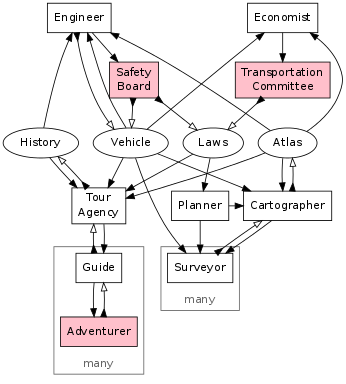 Engineer
Economist
Safety
Board
Transportation
Committee
History
Vehicle
Laws
Atlas
Tour
Agency
Planner
Cartographer
Guide
Surveyor
many
Adventurer
many